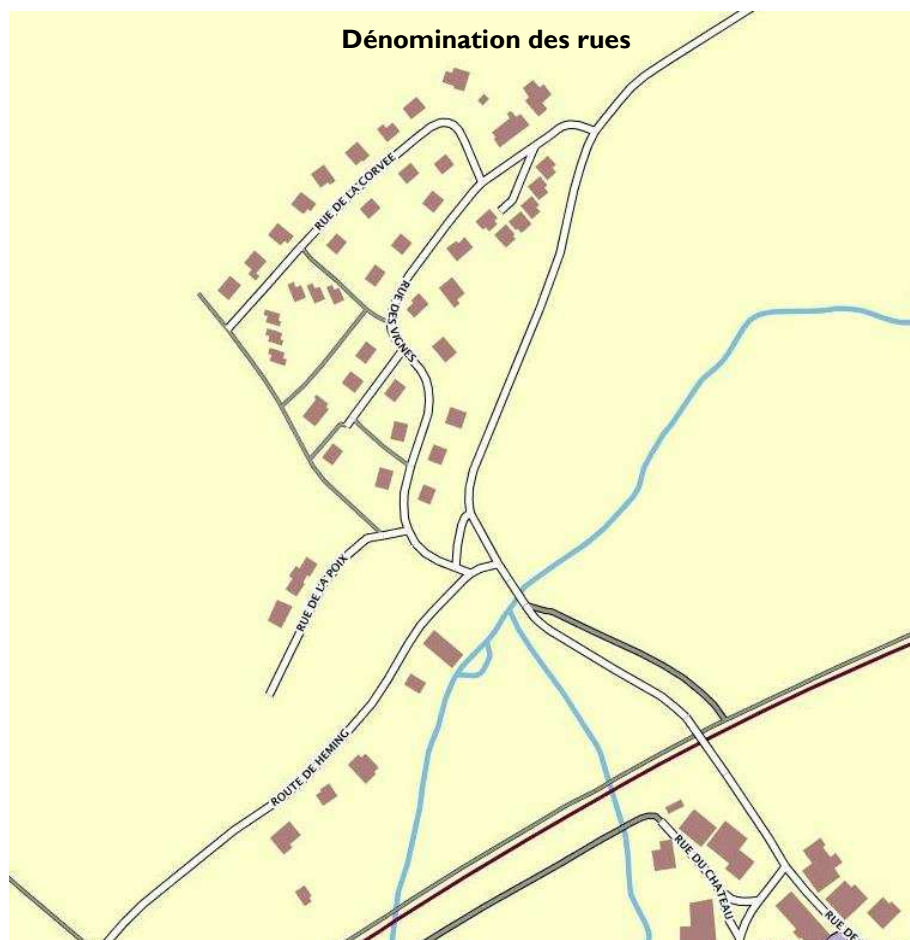 Dénomination des rues
RUE DE LA CORVEE
RUE DES VIGNES
RUE DE LA POIX
ROUTE DE HEMING
RUE DU CHATEAU
RUE DE